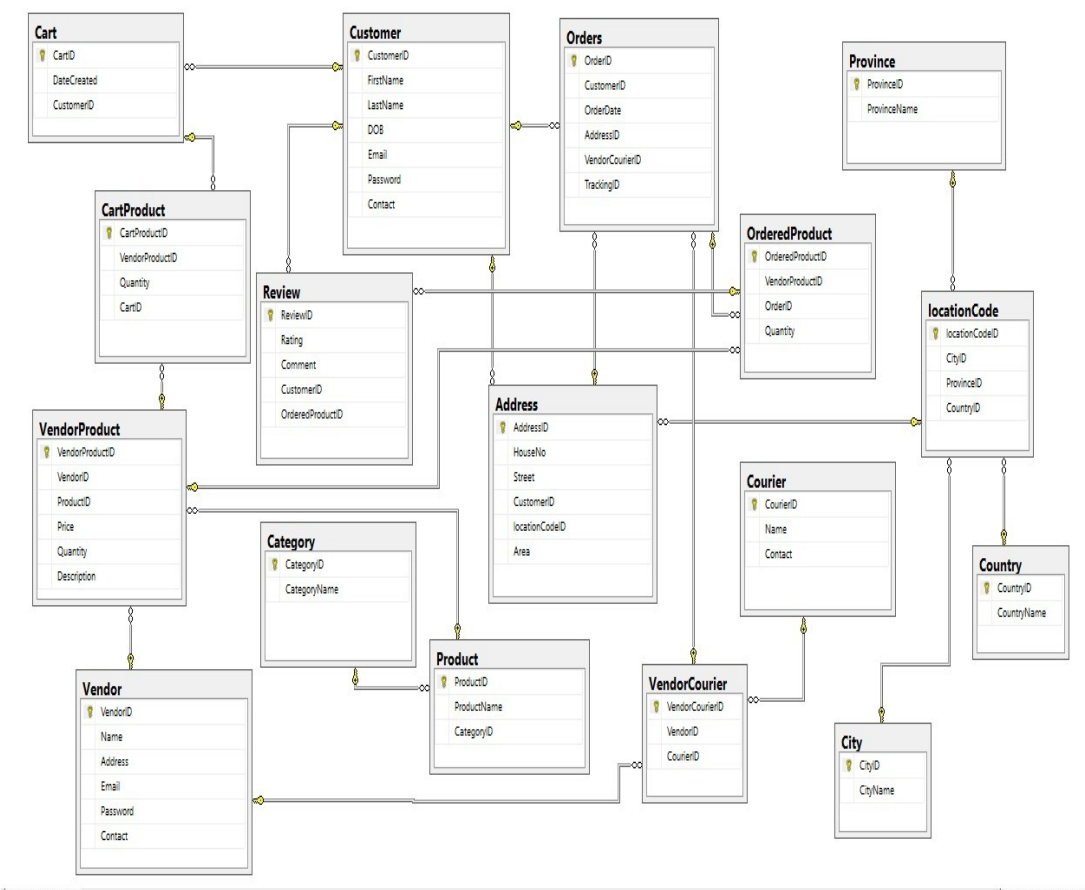 Cart
CartID
DateCreated
CustomerID
Customer
CustomerID
FirstName
LastName
DOB
Email
Password
Contact
Orders
OrderID
CustomerID
OrderDate
AddressID
VendorCourierID
TrackingID
Province
ProvinceID
ProvinceName
CartProduct
CartProductID
VendorProductID
Quantity
CartID
OrderedProduct
OrderedProductID
VendorProductID
OrderID
Quantity
Review
ReviewID
Rating
Comment
CustomerID
OrderedProductID
locationCode
locationCodeID
CityID
ProvinceID
CountryID
Address
AddressID
HouseNo
Street
CustomerID
locationCodeID
Area
VendorProduct
VendorProductID
VendorID
ProductID
Price
Quantity
Description
Courier
CourierID
Name
Contact
Category
CategoryID
CategoryName
Country
CountryID
CountryName
Product
ProductID
ProductName
CategoryID
VendorCourier
VendorCourierID
VendorID
CourierID
Vendor
VendorID
Name
Address
Email
Password
Contact
City
CityID
CityName